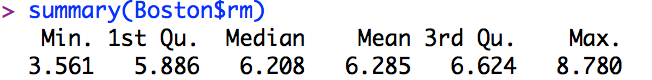 > summary(Boston$rm)
Min. 1st Qu. Median Mean 3rd Qu. Max.
3.561 5.886 6.208 6.285 6.624 8.780